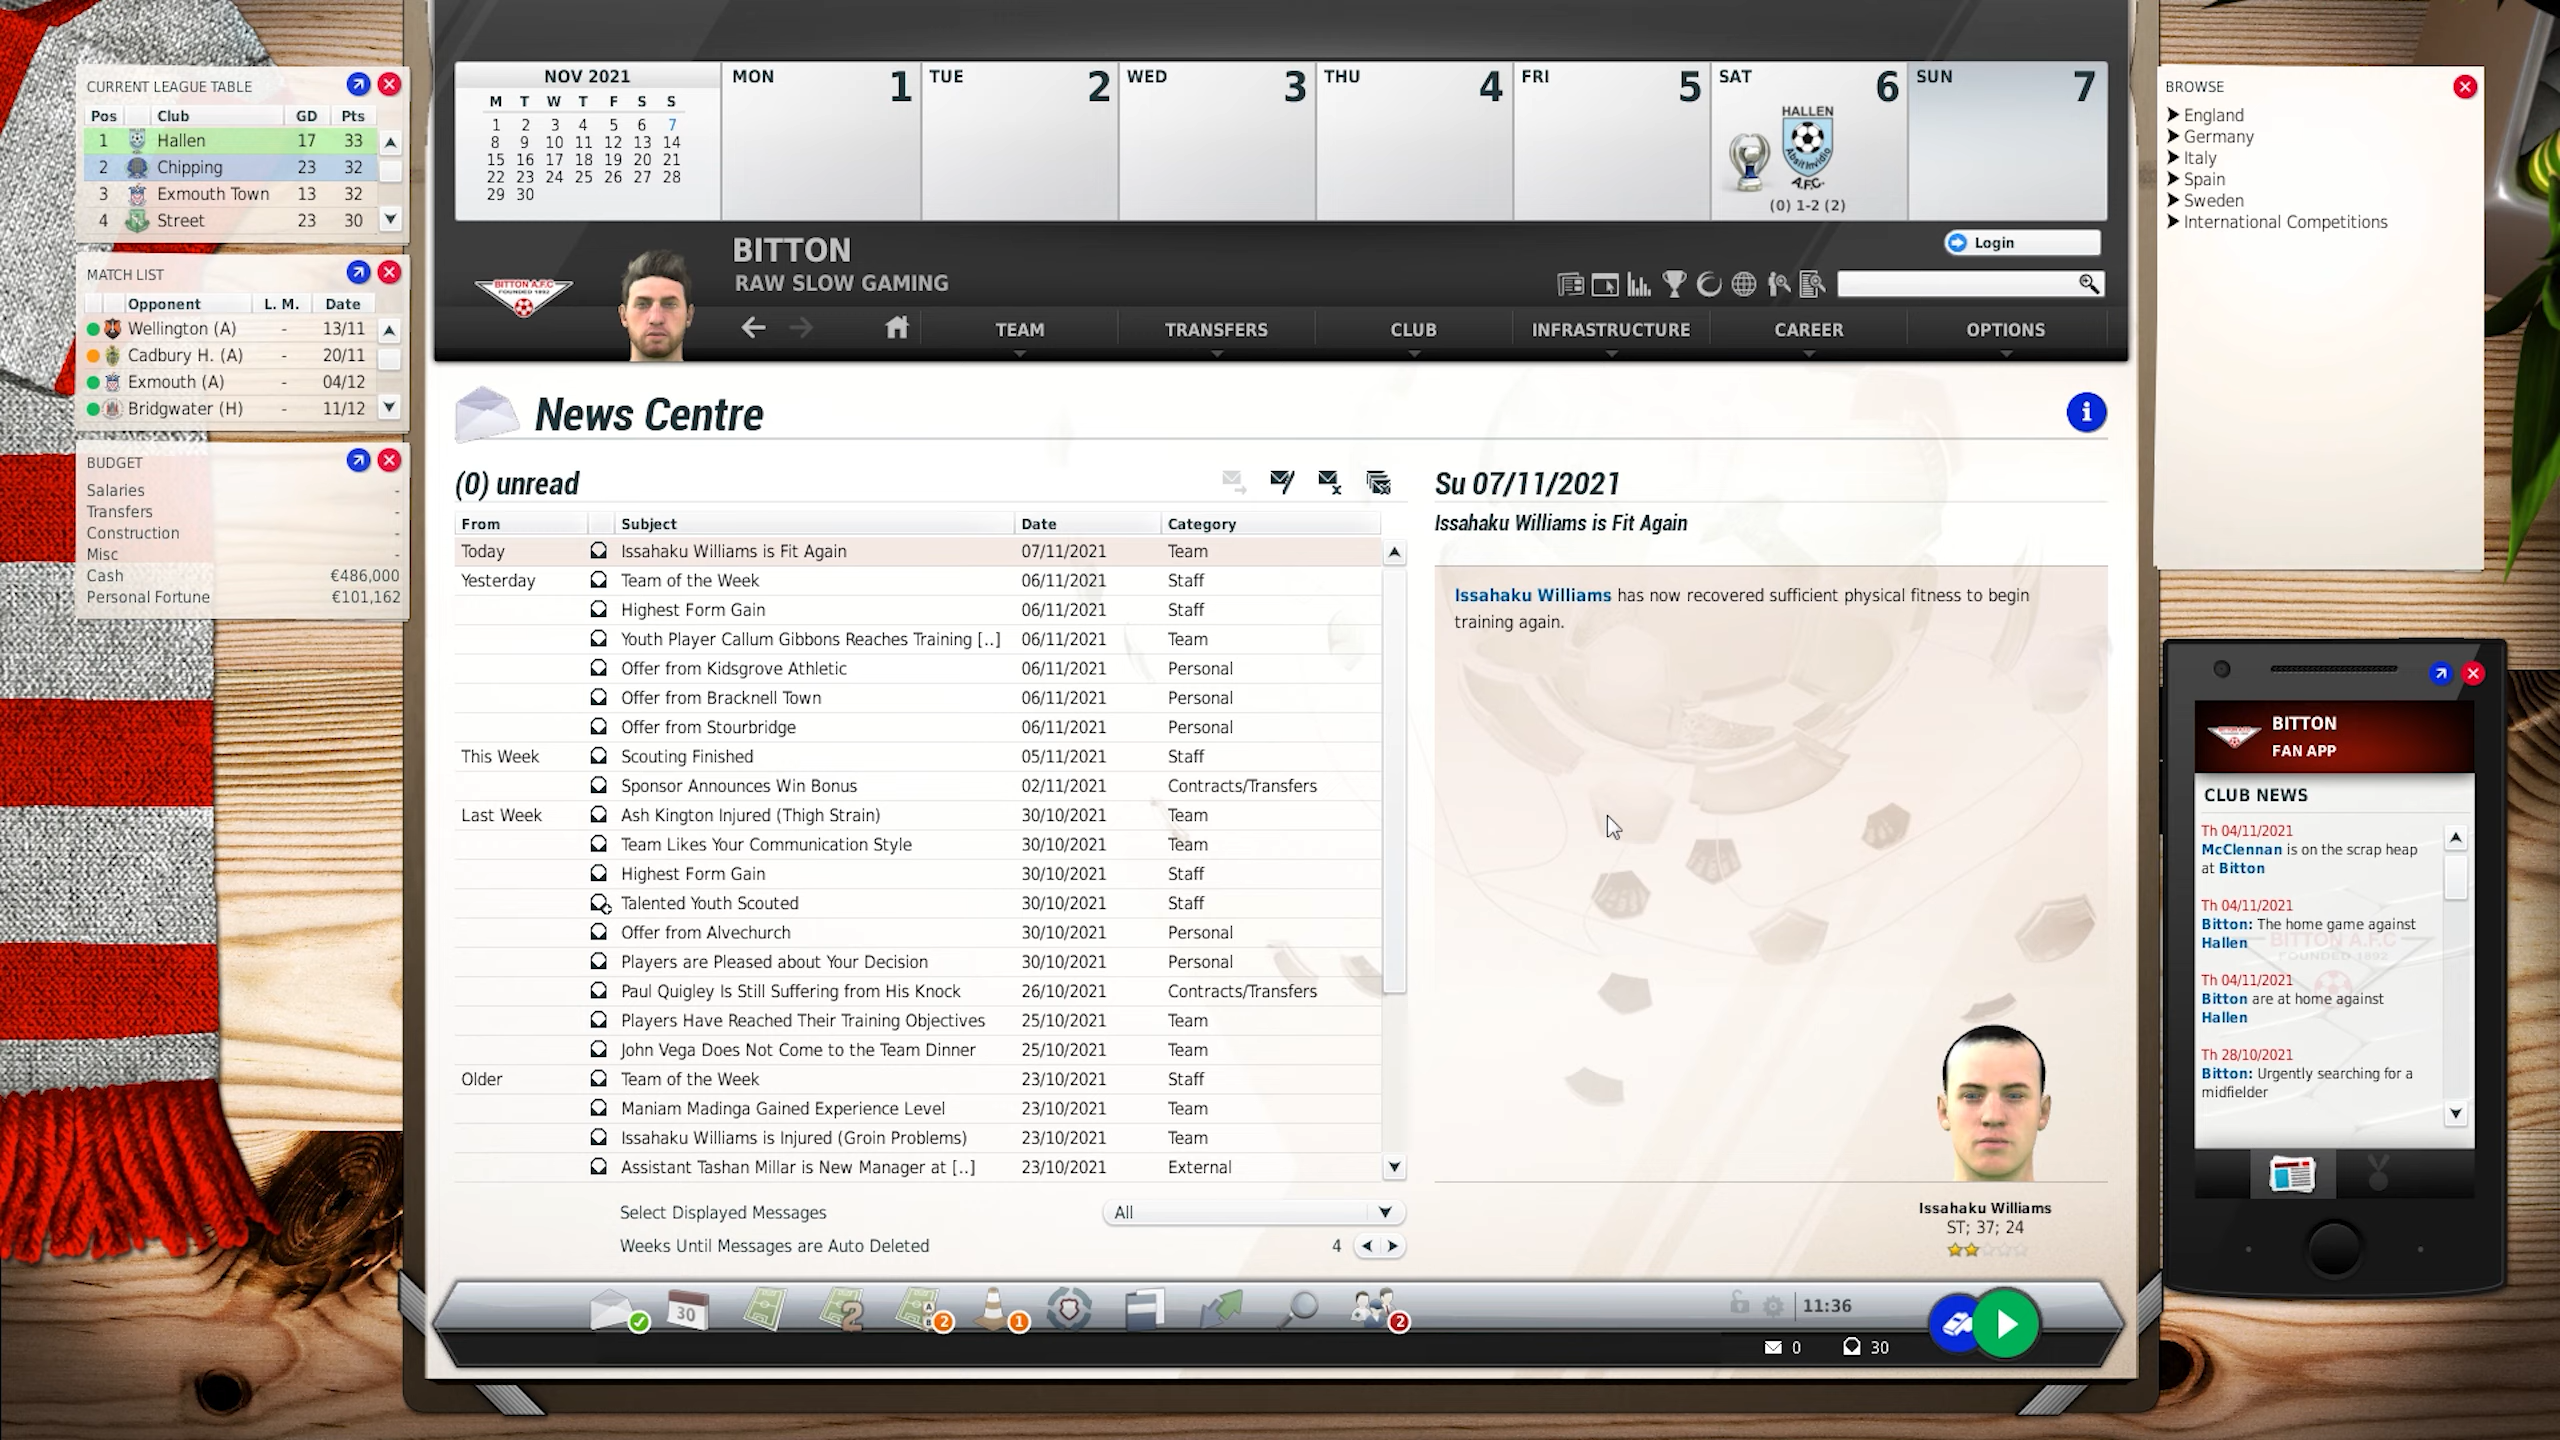 CURRENT LEAGUE TABLE
Pos Club GD Pts
1 Hallen 17 33
2 Chipping 23 32
3 Exmouth Town 13 32
4 Street 23 30
MATCH LIST
Opponent L. M. Date
Wellington (A) - 13/11
Cadbury H. (A) - 20/11
Exmouth (A) - 04/12
Bridgwater (H) - 11/12
BUDGET
Salaries -
Transfers -
Construction -
Misc -
Cash €486,000
Personal Fortune €101,162
NOV 2021
M T W T F S S
1 2 3 4 5 6 7
8 9 10 11 12 13 14
15 16 17 18 19 20 21
22 23 24 25 26 27 28
29 30
MON 1
TUE 2
WED 3
THU 4
FRI 5
SAT 6
HALLEN
A.F.C.
(0) 1-2 (2)
SUN 7
BITTON A.F.C
FOUNDED 1892
BITTON
RAW SLOW GAMING
Login
TEAM
TRANSFERS
CLUB
INFRASTRUCTURE
CAREER
OPTIONS
News Centre
i
(0) unread
From Subject Date Category
Today Issahaku Williams is Fit Again 07/11/2021 Team
Yesterday Team of the Week 06/11/2021 Staff
Highest Form Gain 06/11/2021 Staff
Youth Player Callum Gibbons Reaches Training [..] 06/11/2021 Team
Offer from Kidsgrove Athletic 06/11/2021 Personal
Offer from Bracknell Town 06/11/2021 Personal
Offer from Stourbridge 06/11/2021 Personal
This Week Scouting Finished 05/11/2021 Staff
Sponsor Announces Win Bonus 02/11/2021 Contracts/Transfers
Last Week Ash Kington Injured (Thigh Strain) 30/10/2021 Team
Team Likes Your Communication Style 30/10/2021 Team
Highest Form Gain 30/10/2021 Staff
Talented Youth Scouted 30/10/2021 Staff
Offer from Alvechurch 30/10/2021 Personal
Players are Pleased about Your Decision 30/10/2021 Personal
Paul Quigley Is Still Suffering from His Knock 26/10/2021 Contracts/Transfers
Players Have Reached Their Training Objectives 25/10/2021 Team
John Vega Does Not Come to the Team Dinner 25/10/2021 Team
Older Team of the Week 23/10/2021 Staff
Maniam Madinga Gained Experience Level 23/10/2021 Team
Issahaku Williams is Injured (Groin Problems) 23/10/2021 Team
Assistant Tashan Millar is New Manager at [..] 23/10/2021 External
Select Displayed Messages All
Weeks Until Messages are Auto Deleted 4
Su 07/11/2021
Issahaku Williams is Fit Again
Issahaku Williams has now recovered sufficient physical fitness to begin
training again.
Issahaku Williams
ST; 37; 24
30
2
A
B
2
1
2
11:36
0 30
BROWSE
England
Germany
Italy
Spain
Sweden
International Competitions
BITTON
FAN APP
CLUB NEWS
Th 04/11/2021
McClennan is on the scrap heap
at Bitton
Th 04/11/2021
Bitton: The home game against
Hallen
Th 04/11/2021
Bitton are at home against
Hallen
Th 28/10/2021
Bitton: Urgently searching for a
midfielder
BITTON A.F.C
FOUNDED 1892